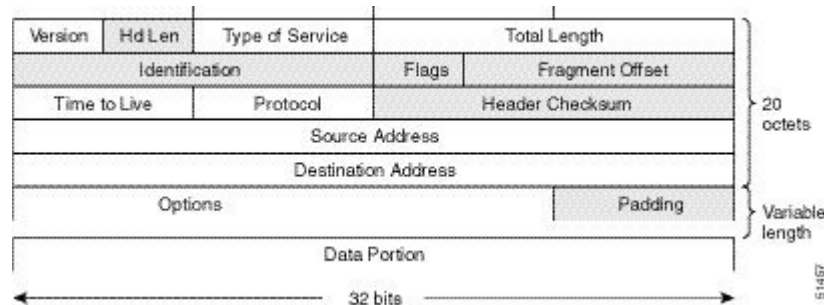 Version Hd Len Type of Service Total Length
Identification Flags Fragment Offset
Time to Live Protocol Header Checksum
20
octets
Source Address
Destination Address
Options Padding
Variable
length
Data Portion
32 bits
51457